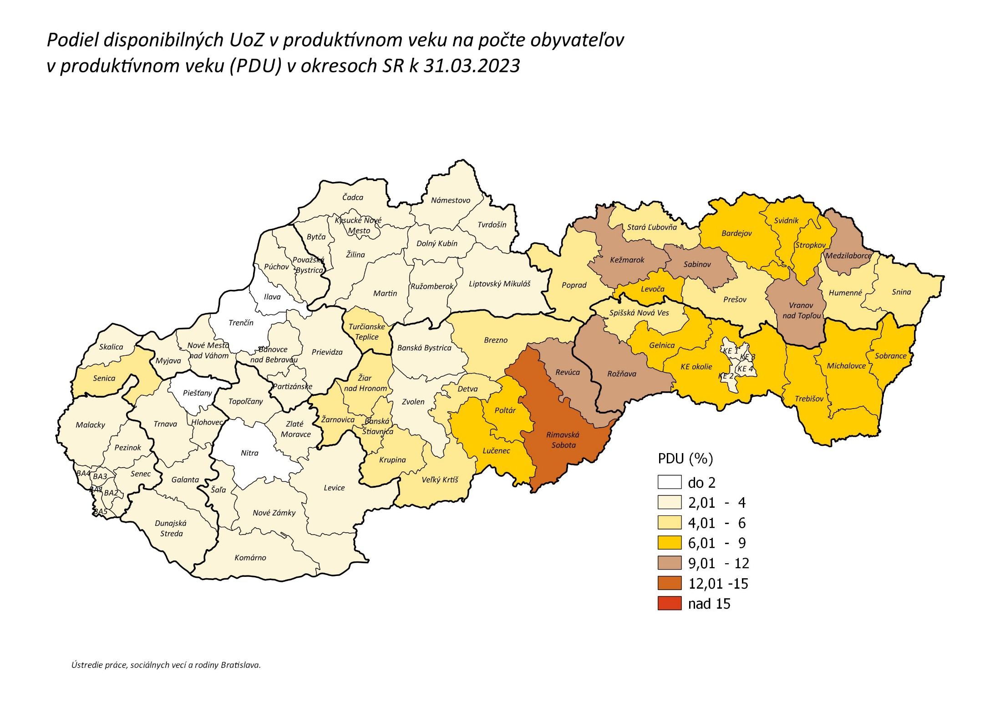 Podiel disponibilných UoZ v produktívnom veku na počte obyvateľov
v produktívnom veku (PDU) v okresoch SR k 31.03.2023
Čadca
Námestovo
Kysucké Nové
Mesto
Tvrdošín
Bytča
Dolný Kubín
Žilina
Považská
Bystrica
Púchov
Stará Ľubovňa
Bardejov
Svidník
Stropkov
Medzilaborce
Kežmarok
Sabinov
Ilava
Martin
Ružomberok
Liptovský Mikuláš
Poprad
Levoča
Prešov
Humenné
Snina
Vranov
nad Topľou
Trenčín
Turčianske
Teplice
Spišská Nová Ves
Skalica
Nové Mesto
nad Váhom
Bánovce
nad Bebravou
Prievidza
Banská Bystrica
Brezno
Gelnica
KE 1
KE 3
KE okolie
KE 4
KE 2
Michalovce
Sobrance
Myjava
Senica
Piešťany
Partizánske
Žiar
nad Hronom
Detva
Revúca
Rožňava
Topoľčany
Zvolen
Poltár
Trebišov
Malacky
Trnava
Hlohovec
Zlaté
Moravce
Žarnovica
Banská
Štiavnica
Rimavská
Sobota
Pezinok
Nitra
Krupina
Lučenec
BA4
BA3
Senec
Galanta
Veľký Krtíš
BA1
BA2
Šaľa
Levice
BA5
Nové Zámky
Dunajská
Streda
Komárno
PDU (%)
do 2
2,01 - 4
4,01 - 6
6,01 - 9
9,01 - 12
12,01 -15
nad 15
Ústredie práce, sociálnych vecí a rodiny Bratislava.